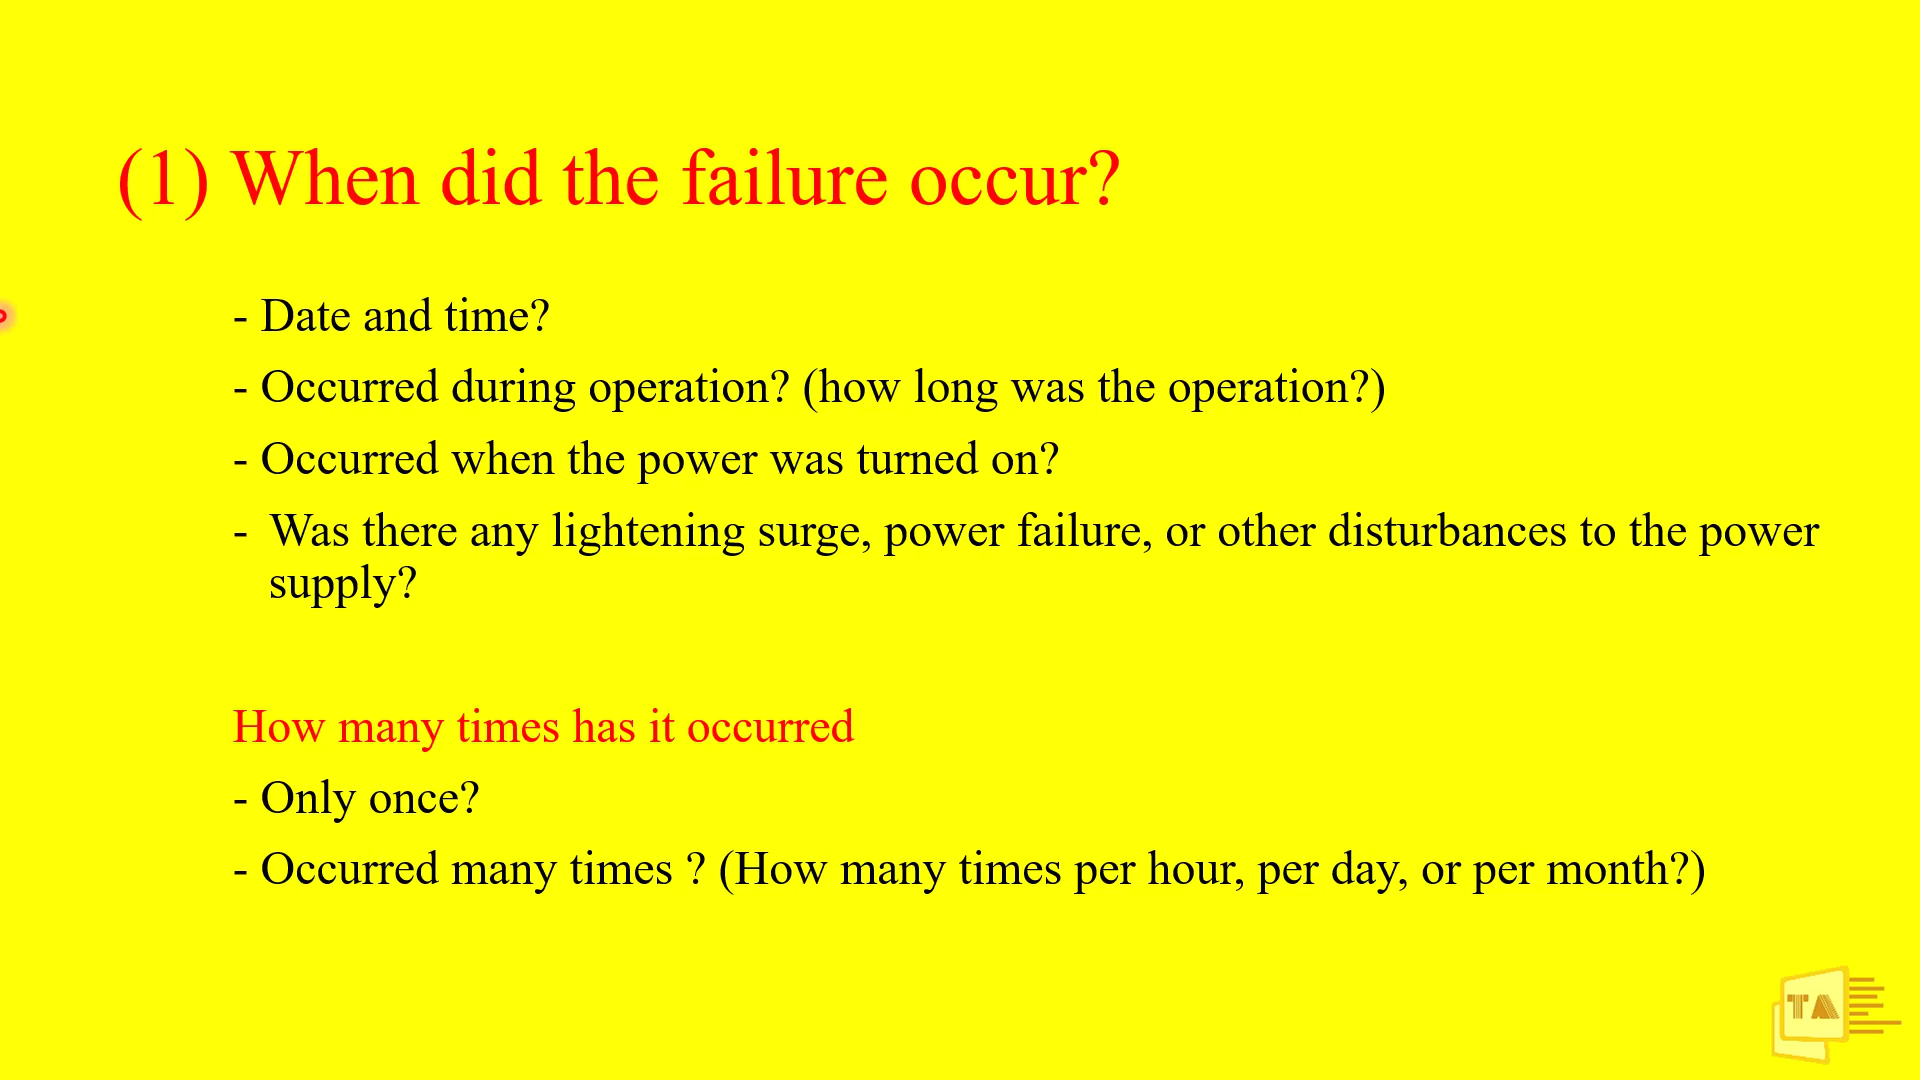 (1) When did the failure occur?
- Date and time?
- Occurred during operation? (how long was the operation?)
- Occurred when the power was turned on?
- Was there any lightening surge, power failure, or other disturbances to the power
supply?
How many times has it occurred
- Only once?
- Occurred many times ? (How many times per hour, per day, or per month?)
TA